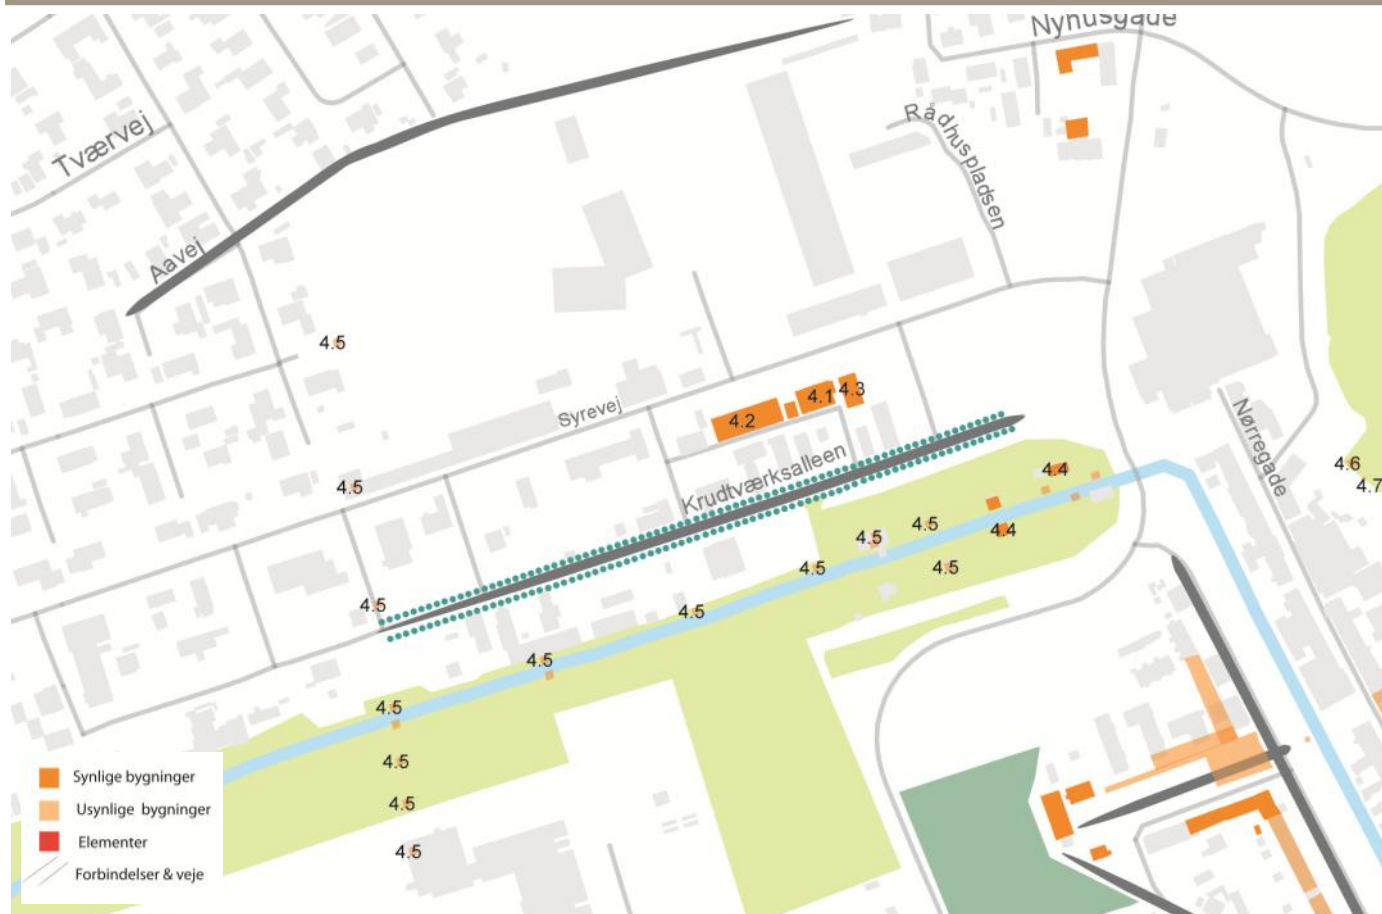 Nyhusgade
Rådhuspladsen
Tværvej
Aavej
4.5
Syrevej
4.2
4.1
4.3
Nørregade
Krudtværksalleen
4.4
4.6
4.7
4.5
4.5
4.5
4.4
4.5
4.5
4.5
4.5
4.5
4.5
4.5
4.5
4.5
4.5
Synlige bygninger
Usynlige bygninger
Elementer
Forbindelser & veje